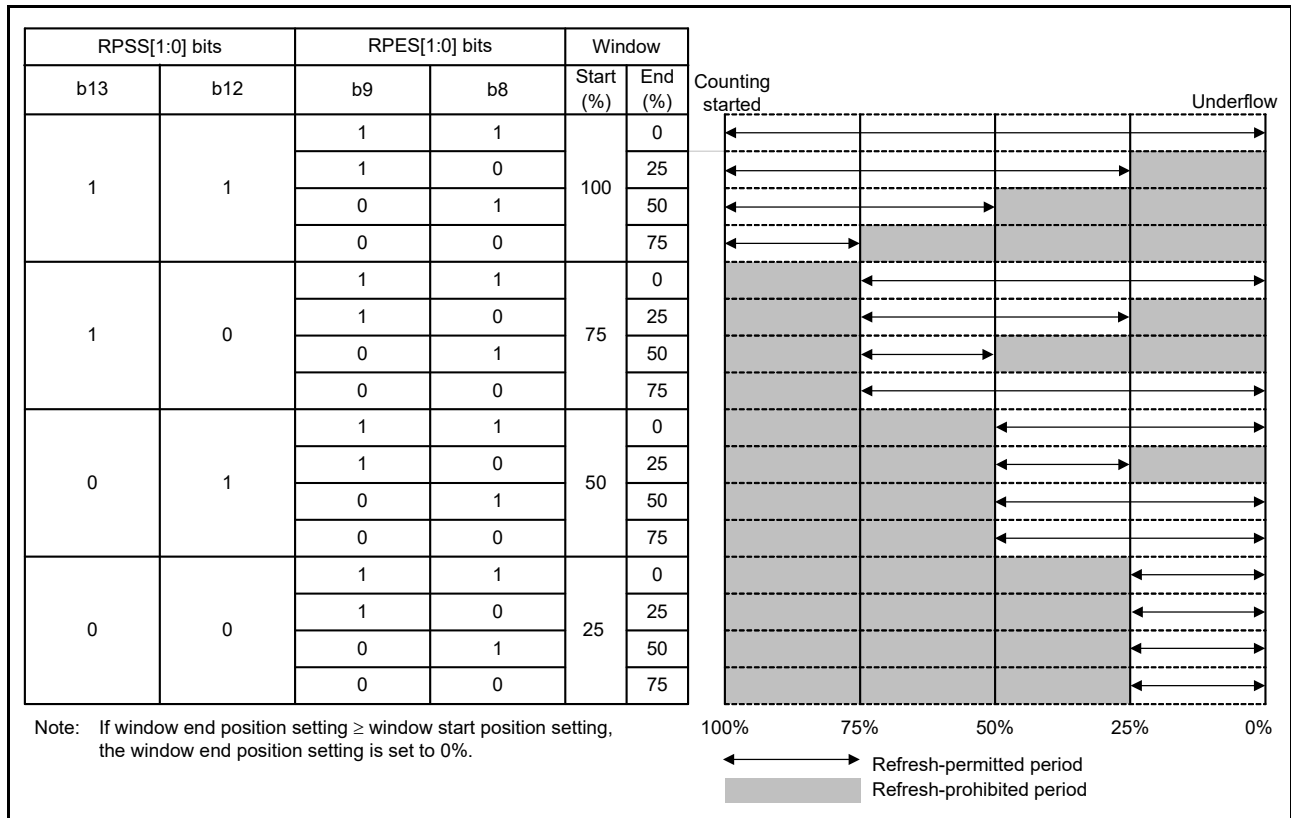 RPSS[1:0] bits RPES[1:0] bits Window
b13 b12 b9 b8 Start (%) End (%)
Counting started Underflow
1 1 1 1 100 0
1 0 25
0 1 50
0 0 75
1 0 1 1 75 0
1 0 25
0 1 50
0 0 75
0 1 1 1 50 0
1 0 25
0 1 50
0 0 75
0 0 1 1 25 0
1 0 25
0 1 50
0 0 75
100% 75% 50% 25% 0%
Note: If window end position setting ≥ window start position setting,
the window end position setting is set to 0%.
Refresh-permitted period
Refresh-prohibited period